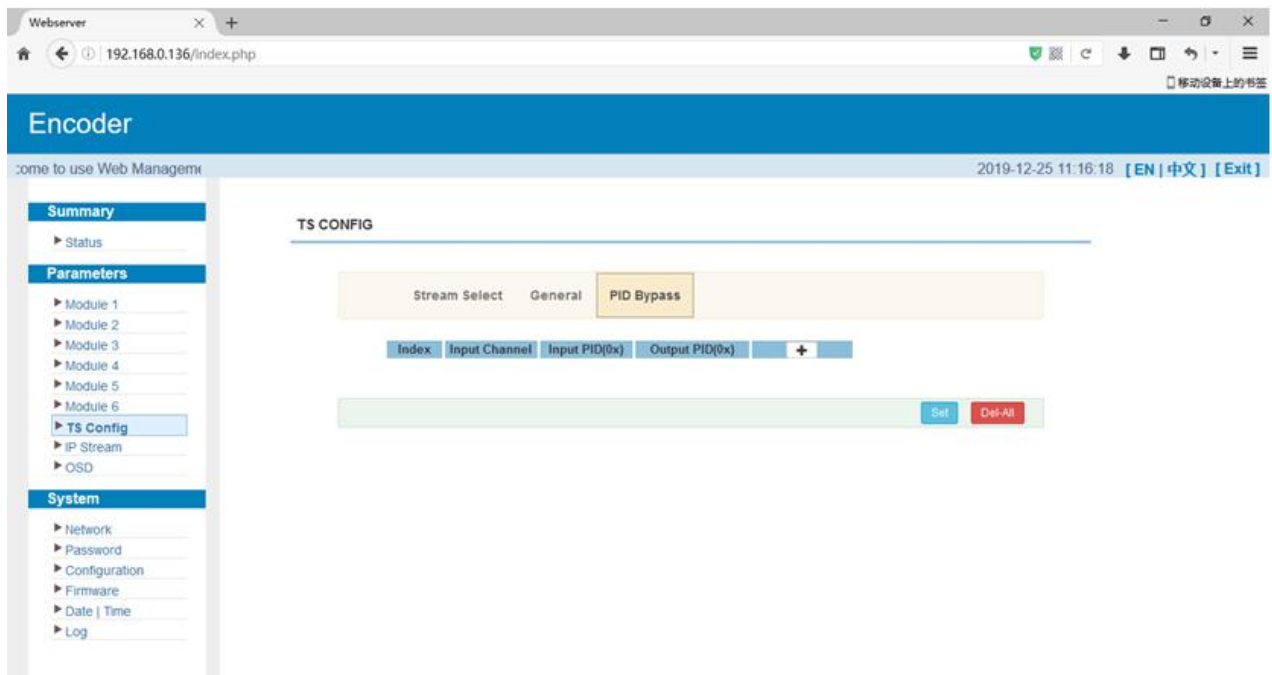 Webserver
192.168.0.136/index.php
移动设备上的书签
Encoder
come to use Web Manageme
2019-12-25 11:16:18 [ EN | 中文 ] [ Exit ]
Summary
Status
Parameters
Module 1
Module 2
Module 3
Module 4
Module 5
Module 6
TS Config
IP Stream
OSD
System
Network
Password
Configuration
Firmware
Date | Time
Log
TS CONFIG
Stream Select General PID Bypass
Index Input Channel Input PID(0x) Output PID(0x) +
Set Del-All